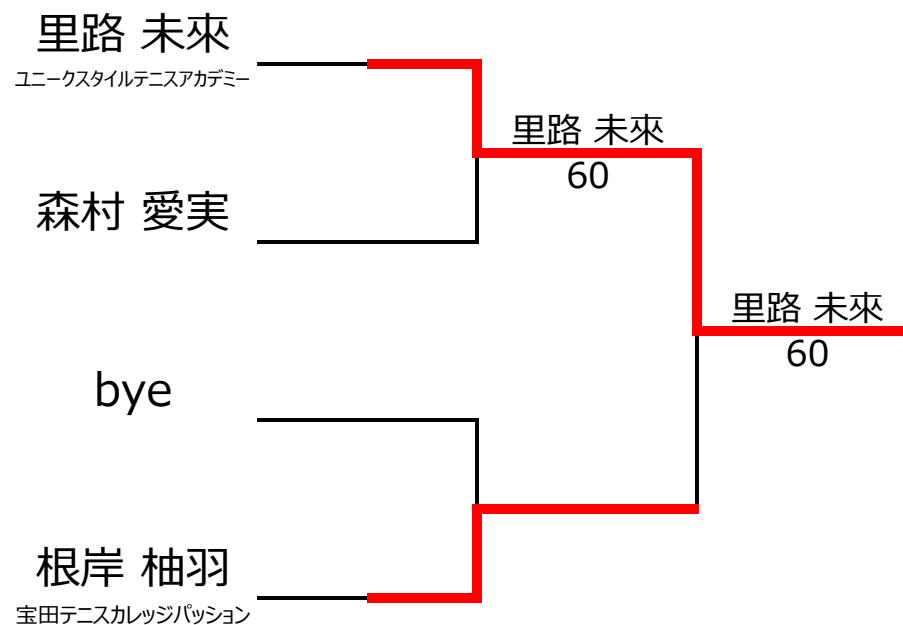 里路 未來
ユニークスタイルテニスアカデミー
里路 未來
60
森村 愛実
里路 未來
60
bye
根岸 柚羽
宝田テニスカレッジパッション